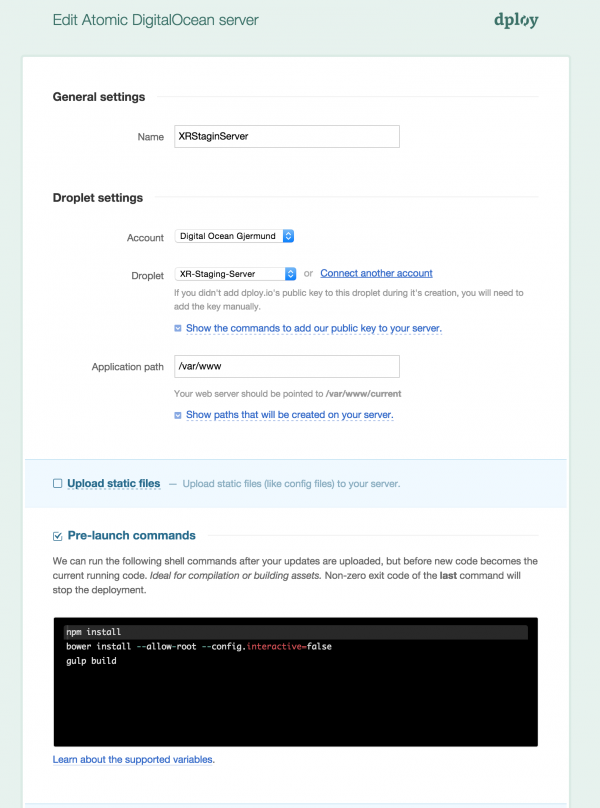 Edit Atomic DigitalOcean server
dploy
General settings
Name
XRStaginServer
Droplet settings
Account
Digital Ocean Gjermund
Droplet
XR-Staging-Server
or
Connect another account
If you didn't add dploy.io's public key to this droplet during it's creation, you will need to
add the key manually.
Show the commands to add our public key to your server.
Application path
/var/www
Your web server should be pointed to /var/www/current
Show paths that will be created on your server.
Upload static files — Upload static files (like config files) to your server.
Pre-launch commands
We can run the following shell commands after your updates are uploaded, but before new code becomes the
current running code. Ideal for compilation or building assets. Non-zero exit code of the last command will
stop the deployment.
npm install
bower install --allow-root --config.interactive=false
gulp build
Learn about the supported variables.